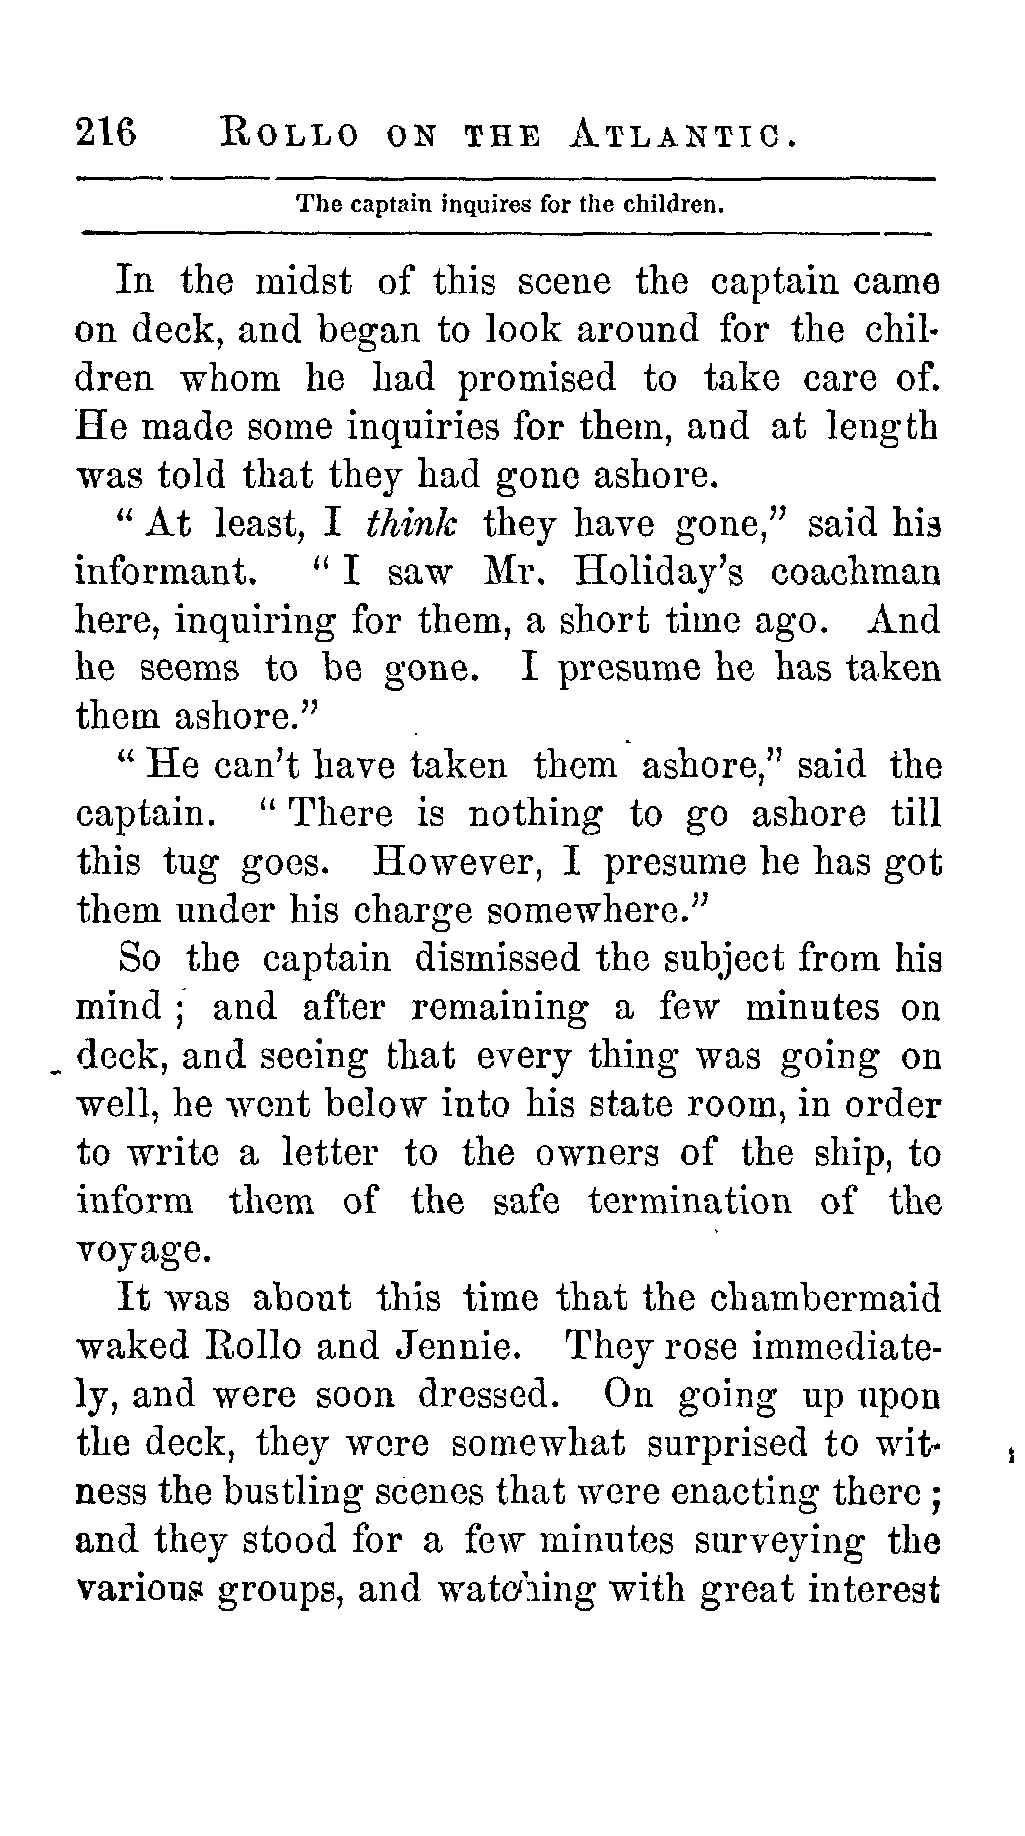 216 ROLLO ON THE ATLANTIC.
The captain inquires for the children.
In the midst of this scene the captain came
on deck, and began to look around for the chil-
dren whom he had promised to take care of.
He made some inquiries for them, and at length
was told that they had gone ashore.
“ At least, I think they have gone,” said his
informant. “ I saw Mr. Holiday’s coachman
here, inquiring for them, a short time ago. And
he seems to be gone. I presume he has taken
them ashore.”
“ He can’t have taken them ashore,” said the
captain. “ There is nothing to go ashore till
this tug goes. However, I presume he has got
them under his charge somewhere.”
So the captain dismissed the subject from his
mind ; and after remaining a few minutes on
deck, and seeing that every thing was going on
well, he went below into his state room, in order
to write a letter to the owners of the ship, to
inform them of the safe termination of the
voyage.
It was about this time that the chambermaid
waked Rollo and Jennie. They rose immediate-
ly, and were soon dressed. On going up upon
the deck, they were somewhat surprised to wit-
ness the bustling scenes that were enacting there ;
and they stood for a few minutes surveying the
various groups, and watching with great interest